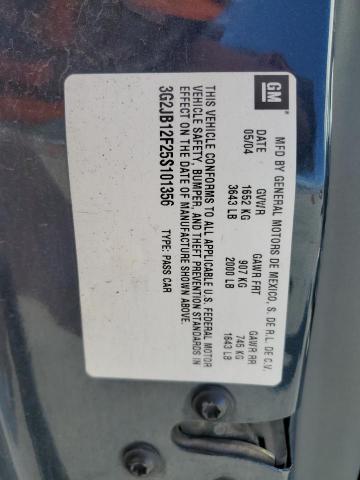 GM
MFD BY GENERAL MOTORS DE MEXICO, S. DE R.L. DE C.V.
DATE GVWR GAWR FRT GAWR RR
05/04 1652 KG 907 KG 745 KG
3643 LB 2000 LB 1643 LB
THIS VEHICLE CONFORMS TO ALL APPLICABLE U.S. FEDERAL MOTOR
VEHICLE SAFETY, BUMPER, AND THEFT PREVENTION STANDARDS IN
EFFECT ON THE DATE OF MANUFACTURE SHOWN ABOVE.
3G2JB12F25S101356 TYPE: PASS CAR